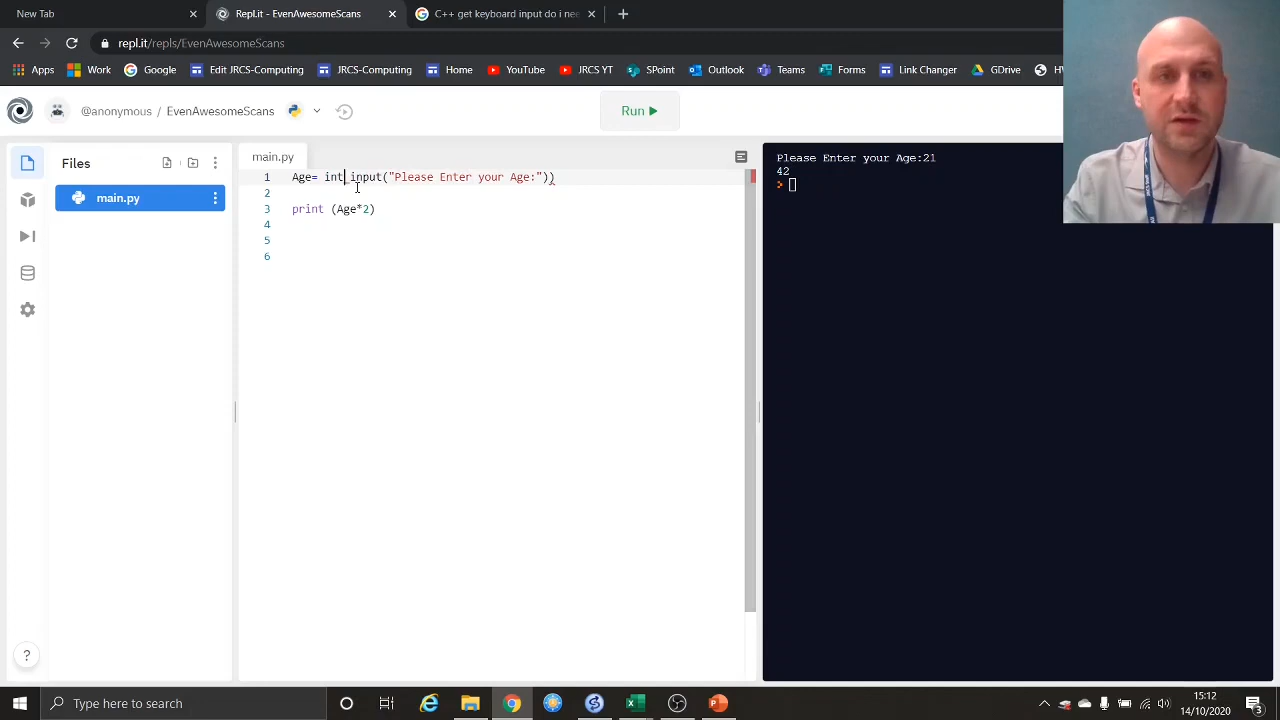 New Tab
Repl.it - EvenAwesomeScans
C++ get keyboard input do i nee
repl.it/repls/EvenAwesomeScans
Apps Work Google Edit JRCS-Computing JRCS-Computing Home YouTube JRS YT SPoint Outlook Teams Forms Link Changer GDrive
@anonymous / EvenAwesomeScans
Run
Files
main.py
main.py
1 Age= int input("Please Enter your Age:"))
2
3 print (Age*2)
4
5
6
Please Enter your Age:21
42
>
?
Type here to search
15:12
14/10/2020
3